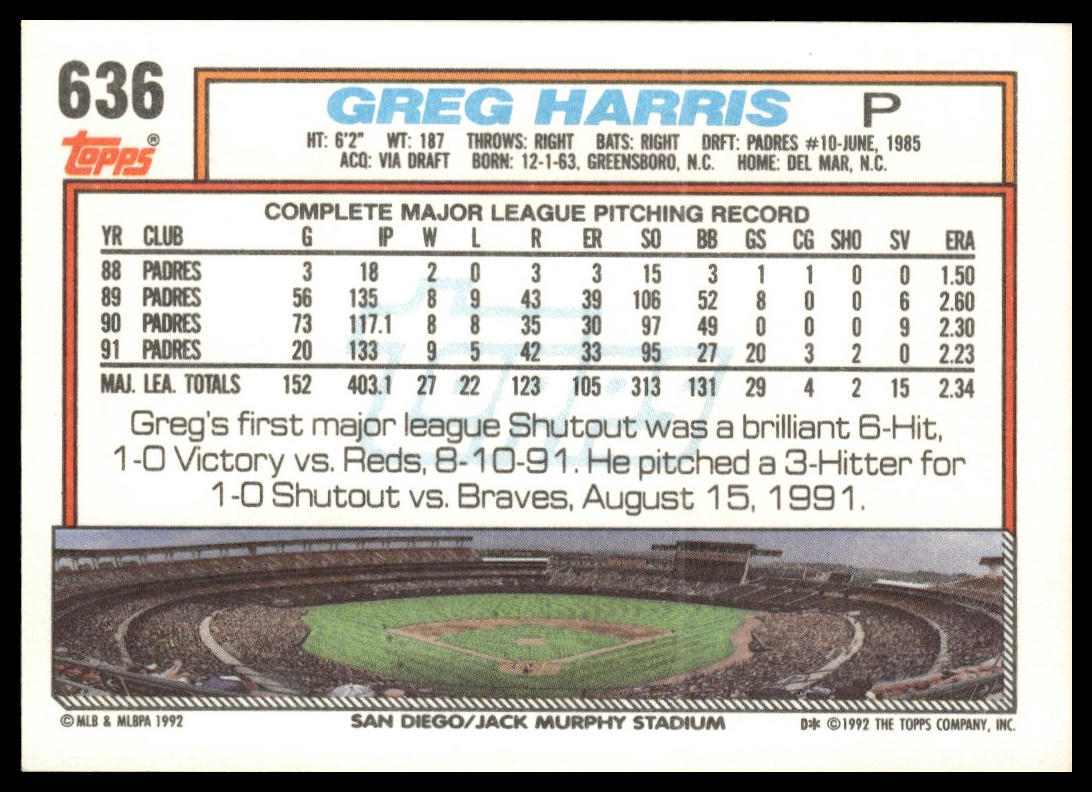 636
Topps®
GREG HARRIS P
HT: 6'2" WT: 187 THROWS: RIGHT BATS: RIGHT DRFT: PADRES #10-JUNE, 1985
ACQ: VIA DRAFT BORN: 12-1-63, GREENSBORO, N.C. HOME: DEL MAR, N.C.
COMPLETE MAJOR LEAGUE PITCHING RECORD
YR CLUB G IP W L R ER SO BB GS CG SHO SV ERA
88 PADRES 3 18 2 0 3 3 15 3 1 1 0 0 1.50
89 PADRES 56 135 8 9 43 39 106 52 8 0 0 6 2.60
90 PADRES 73 117.1 8 8 35 30 97 49 0 0 0 9 2.30
91 PADRES 20 133 9 5 42 33 95 27 20 3 2 0 2.23
MAJ. LEA. TOTALS 152 403.1 27 22 123 105 313 131 29 4 2 15 2.34
Greg's first major league Shutout was a brilliant 6-Hit,
1-0 Victory vs. Reds, 8-10-91. He pitched a 3-Hitter for
1-0 Shutout vs. Braves, August 15, 1991.
© MLB & MLBPA 1992 SAN DIEGO/JACK MURPHY STADIUM D* ©1992 THE TOPPS COMPANY, INC.